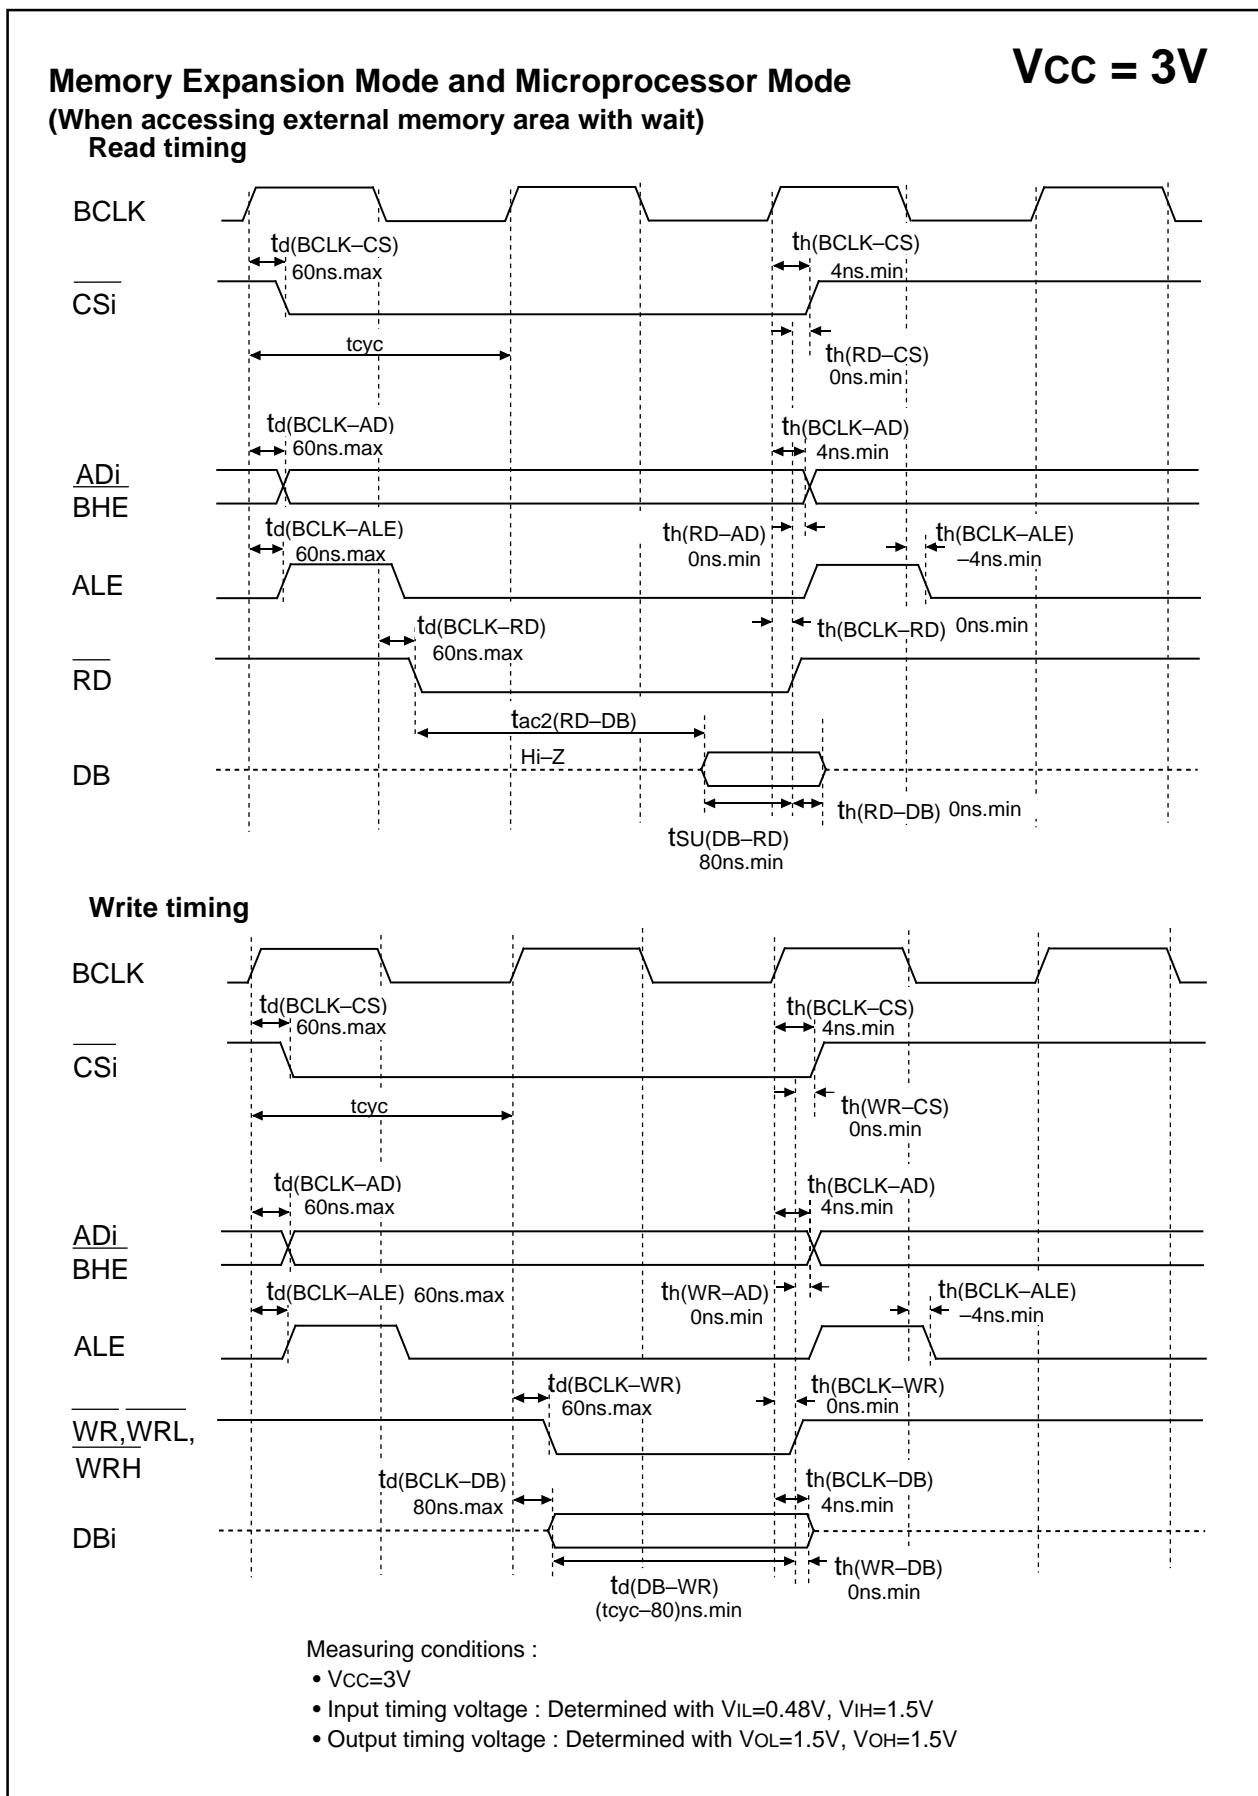 VCC = 3V
Memory Expansion Mode and Microprocessor Mode
(When accessing external memory area with wait)
Read timing
BCLK
td(BCLK–CS)
60ns.max
th(BCLK–CS)
4ns.min
CSi
tcyc
th(RD–CS)
0ns.min
td(BCLK–AD)
60ns.max
th(BCLK–AD)
4ns.min
ADi
BHE
td(BCLK–ALE)
60ns.max
th(RD–AD)
0ns.min
th(BCLK–ALE)
–4ns.min
ALE
td(BCLK–RD)
60ns.max
th(BCLK–RD) 0ns.min
RD
tac2(RD–DB)
Hi–Z
DB
th(RD–DB) 0ns.min
tSU(DB–RD)
80ns.min
Write timing
BCLK
td(BCLK–CS)
60ns.max
th(BCLK–CS)
4ns.min
CSi
tcyc
th(WR–CS)
0ns.min
td(BCLK–AD)
60ns.max
th(BCLK–AD)
4ns.min
ADi
BHE
td(BCLK–ALE) 60ns.max
th(WR–AD)
0ns.min
th(BCLK–ALE)
–4ns.min
ALE
td(BCLK–WR)
60ns.max
th(BCLK–WR)
0ns.min
WR,WRL,
WRH
td(BCLK–DB)
80ns.max
th(BCLK–DB)
4ns.min
DBi
td(DB–WR)
(tcyc–80)ns.min
th(WR–DB)
0ns.min
Measuring conditions :
• VCC=3V
• Input timing voltage : Determined with VIL=0.48V, VIH=1.5V
• Output timing voltage : Determined with VOL=1.5V, VOH=1.5V